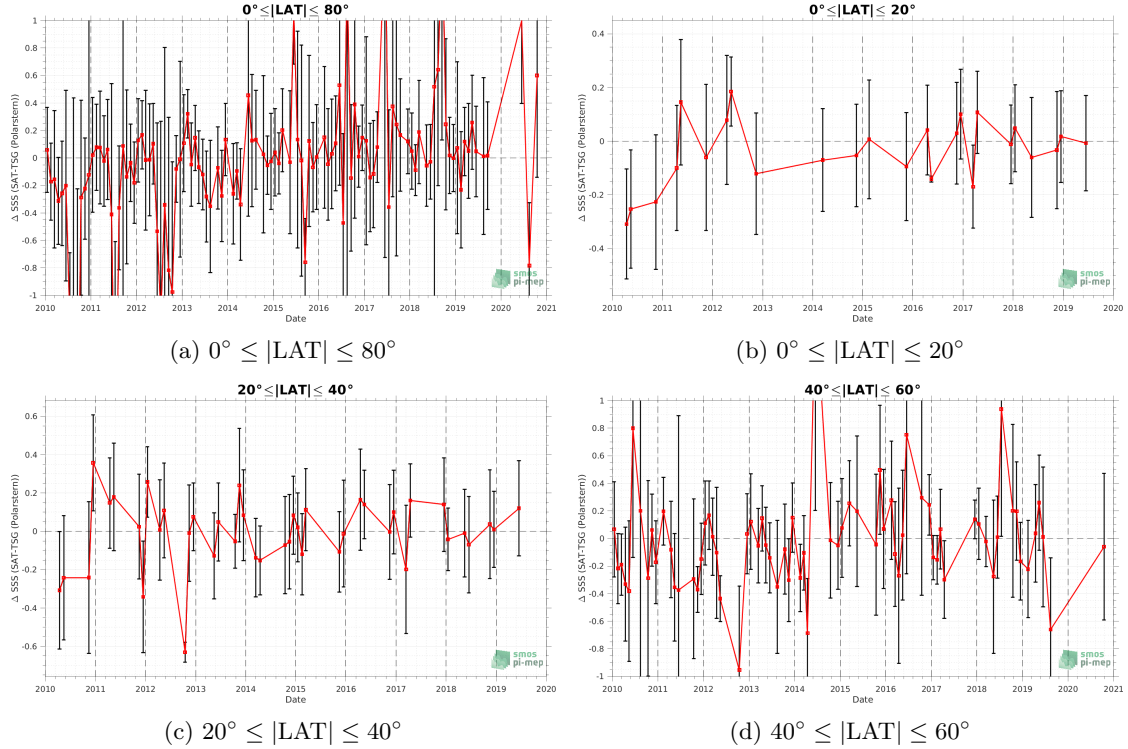 0°≤|LAT|≤ 80°
Δ SSS (SAT-TSG (Polarstern))
1
0.8
0.6
0.4
0.2
0
-0.2
-0.4
-0.6
-0.8
-1
2010 2011 2012 2013 2014 2015 2016 2017 2018 2019 2020 2021
Date
smos
pi-mep
(a) 0° ≤ |LAT| ≤ 80°
0°≤|LAT|≤ 20°
Δ SSS (SAT-TSG (Polarstern))
0.4
0.2
0
-0.2
-0.4
2010 2011 2012 2013 2014 2015 2016 2017 2018 2019 2020
Date
smos
pi-mep
(b) 0° ≤ |LAT| ≤ 20°
20°≤|LAT|≤ 40°
Δ SSS (SAT-TSG (Polarstern))
0.6
0.4
0.2
0
-0.2
-0.4
-0.6
2010 2011 2012 2013 2014 2015 2016 2017 2018 2019 2020
Date
smos
pi-mep
(c) 20° ≤ |LAT| ≤ 40°
40°≤|LAT|≤ 60°
Δ SSS (SAT-TSG (Polarstern))
1
0.8
0.6
0.4
0.2
0
-0.2
-0.4
-0.6
-0.8
-1
2010 2011 2012 2013 2014 2015 2016 2017 2018 2019 2020 2021
Date
smos
pi-mep
(d) 40° ≤ |LAT| ≤ 60°